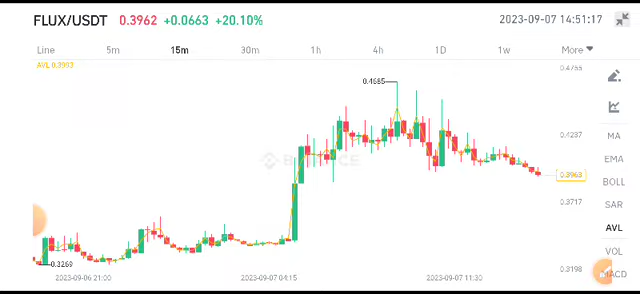 FLUX/USDT 0.3962 +0.0663 +20.10% 2023-09-07 14:51:17
Line 5m 15m 30m 1h 4h 1D 1w More
AVL 0.3993
0.4755
0.4685
MA
0.4237
EMA
0.3963
BOLL
SAR
0.3717
AVL
VOL
0.3269
0.3198
2023-09-06 21:00 2023-09-07 04:15 2023-09-07 11:30
MACD